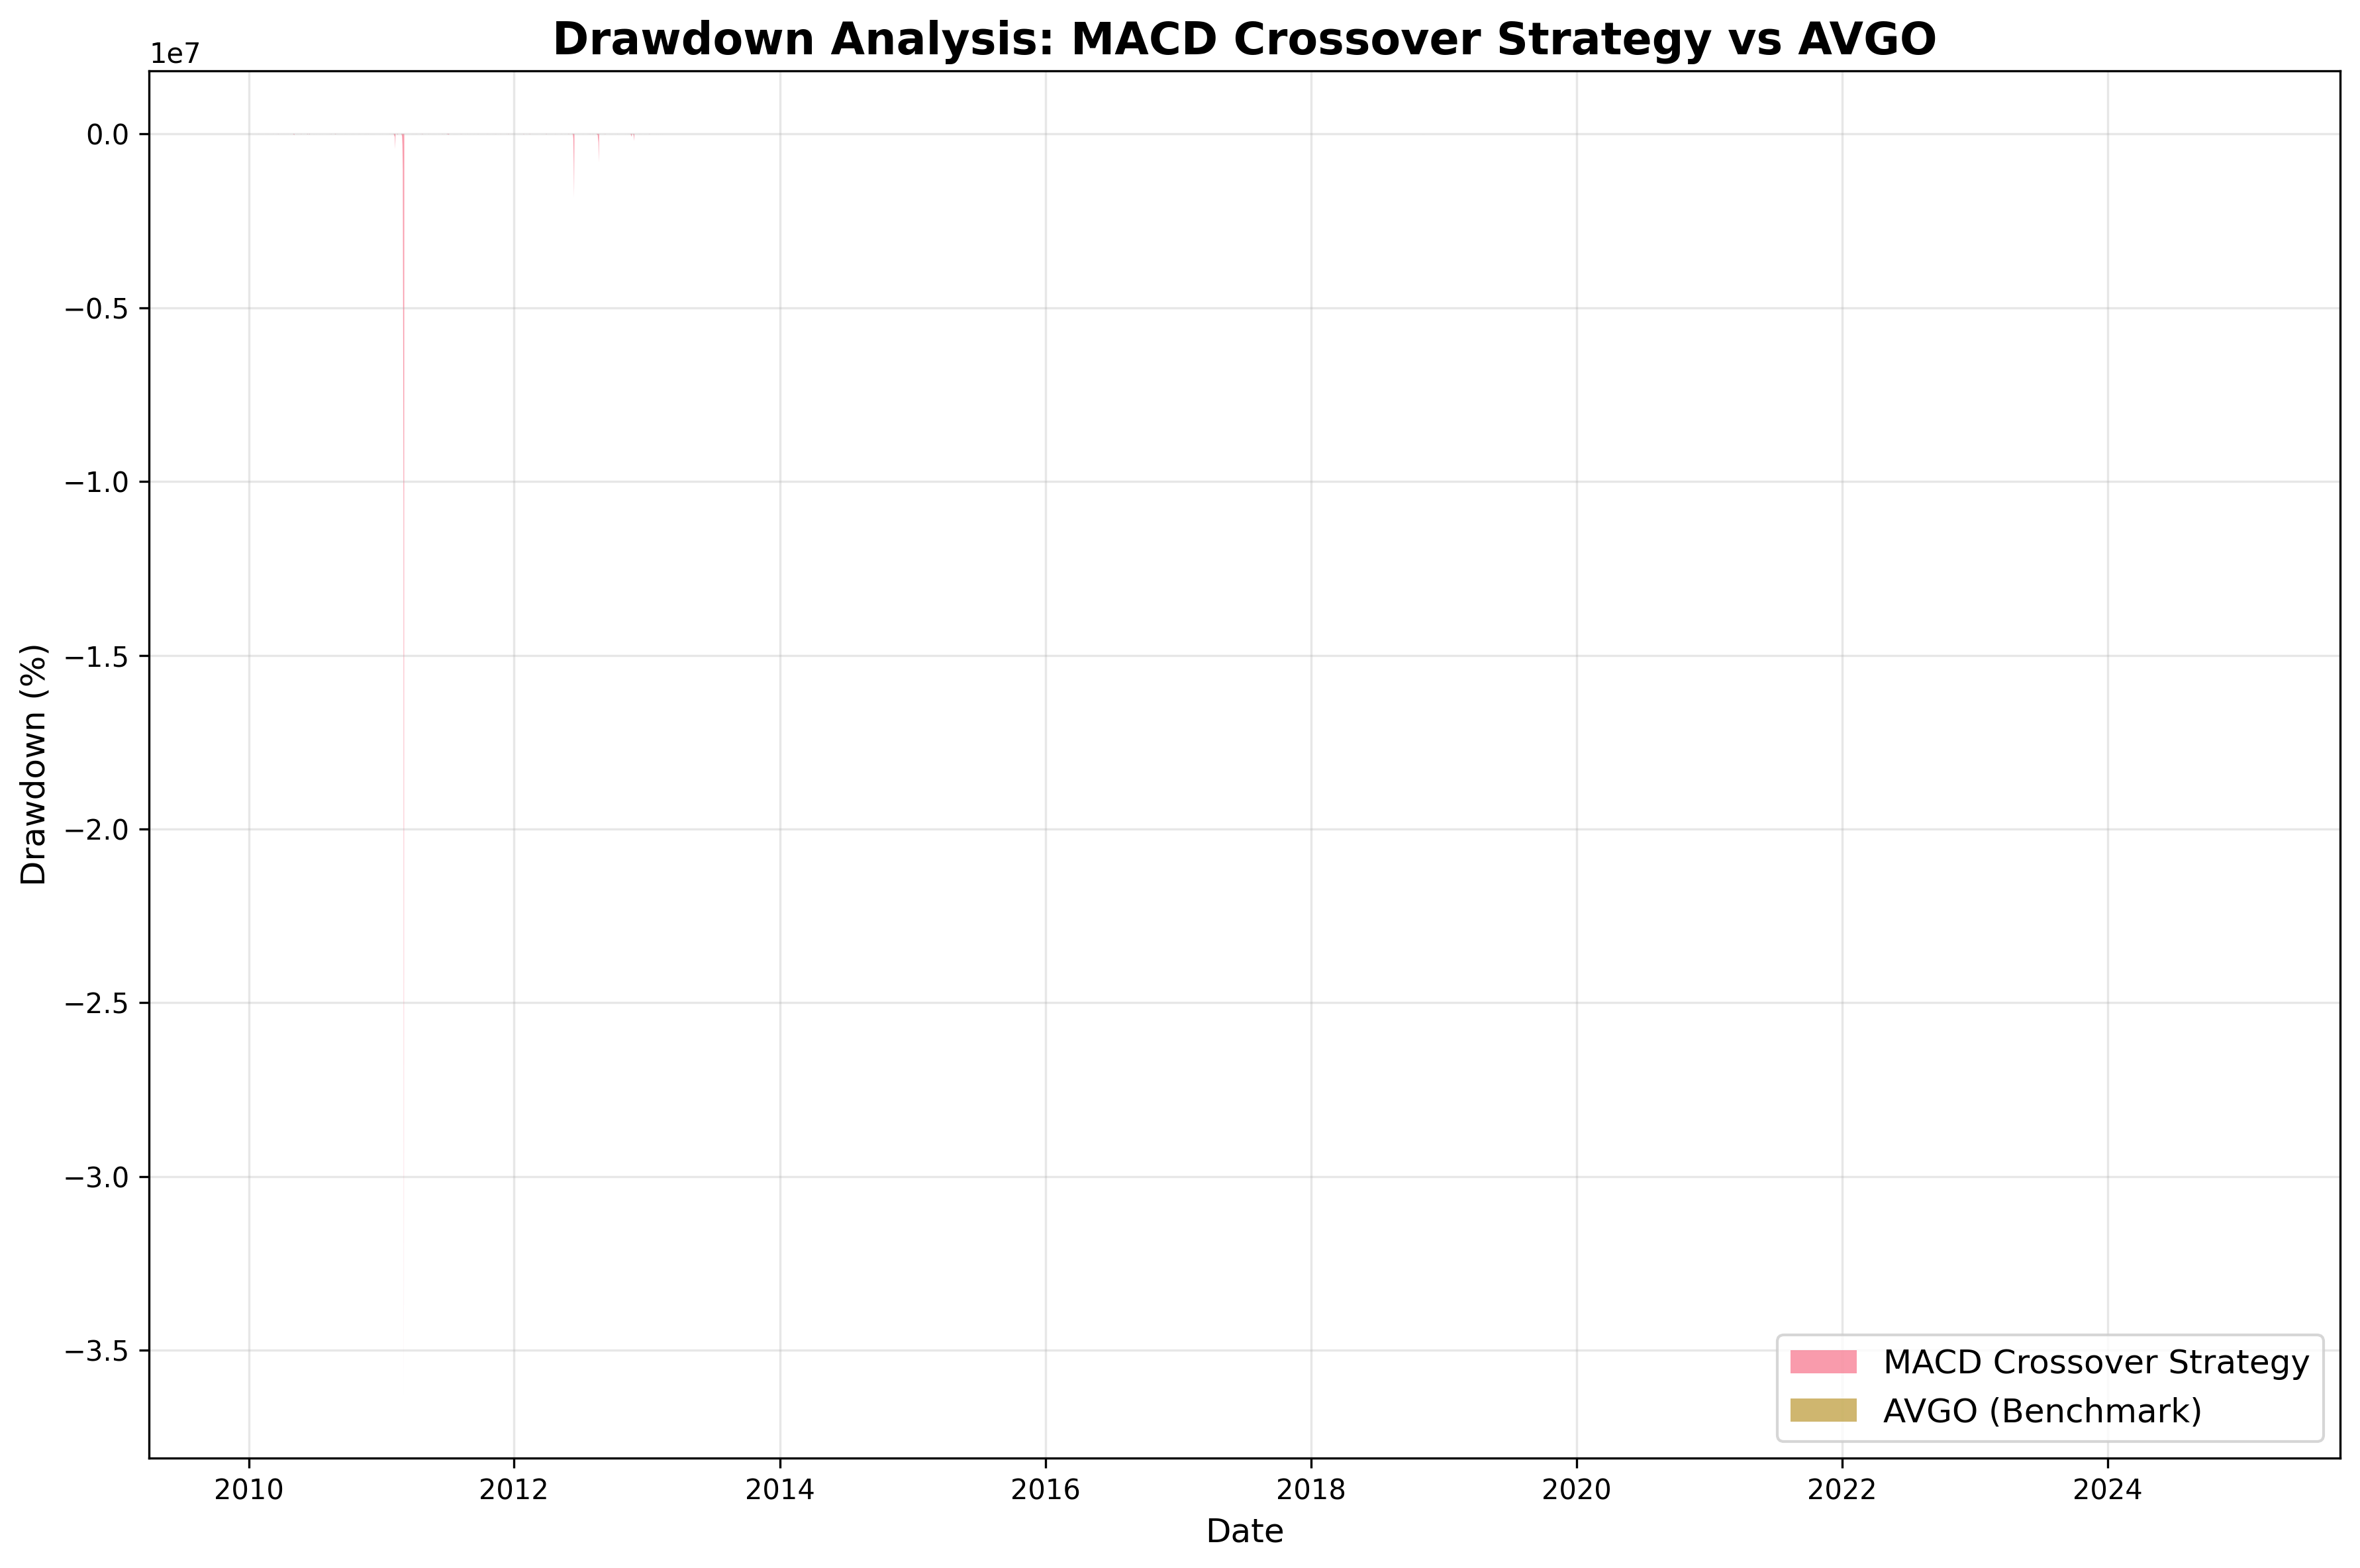 Drawdown Analysis: MACD Crossover Strategy vs AVGO
1e7
0.0
−0.5
−1.0
−1.5
−2.0
−2.5
−3.0
−3.5
Drawdown (%)
2010 2012 2014 2016 2018 2020 2022 2024
Date
MACD Crossover Strategy
AVGO (Benchmark)